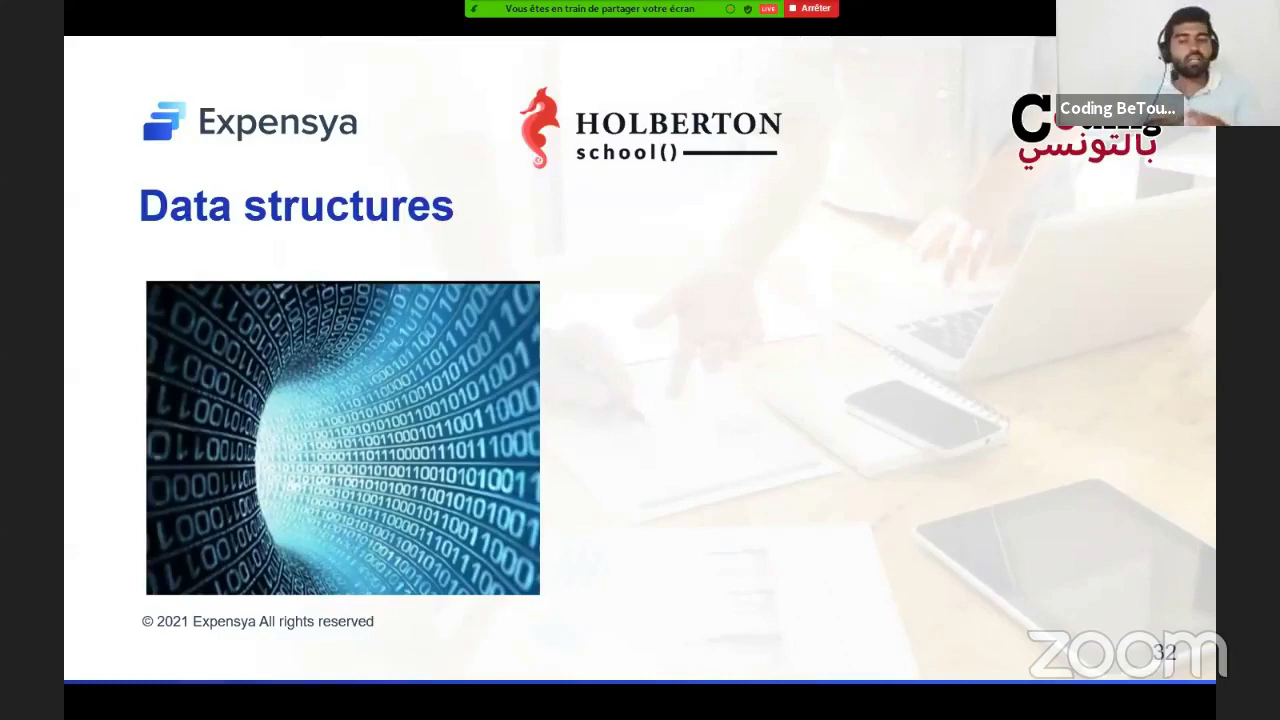 Vous êtes en train de partager votre écran
LIVE
Arrêter
Coding BeTou...
Expensya
HOLBERTON
school()
بالتونسي
Data structures
© 2021 Expensya All rights reserved
32
zoom